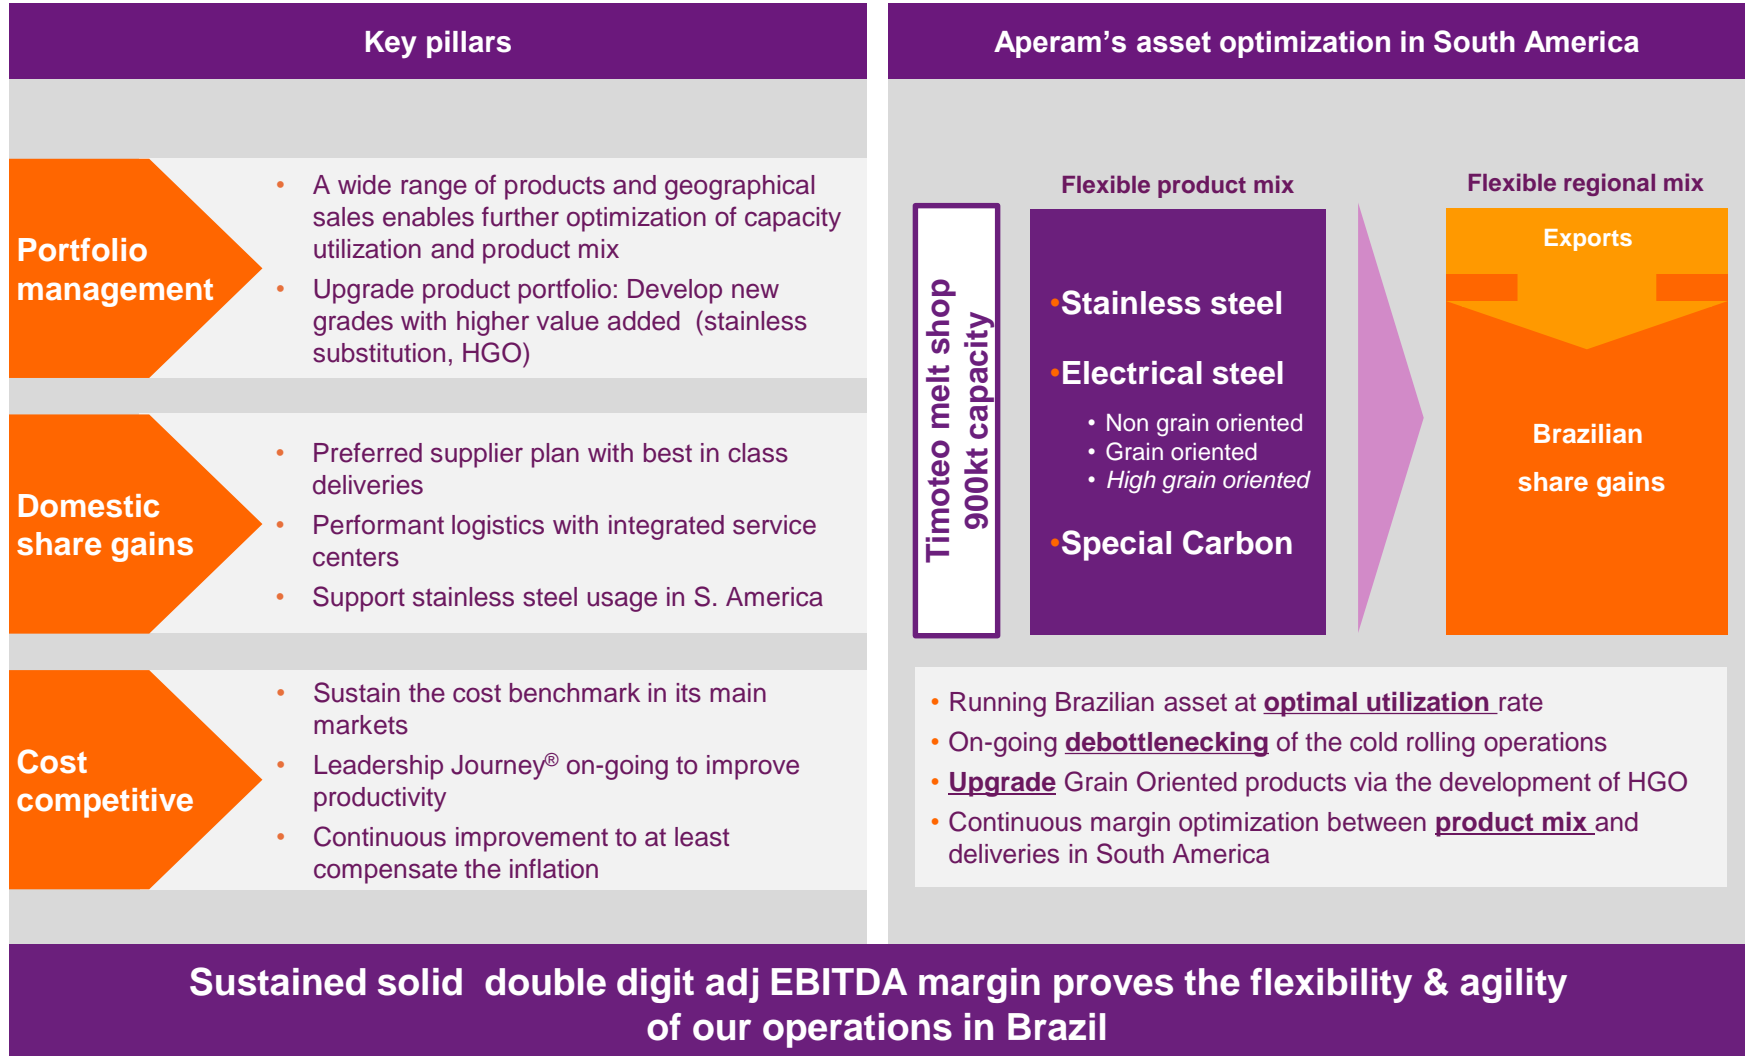 Key pillars
Portfolio
management
• A wide range of products and geographical
sales enables further optimization of capacity
utilization and product mix
• Upgrade product portfolio: Develop new
grades with higher value added (stainless
substitution, HGO)
Domestic
share gains
• Preferred supplier plan with best in class
deliveries
• Performant logistics with integrated service
centers
• Support stainless steel usage in S. America
Cost
competitive
• Sustain the cost benchmark in its main
markets
• Leadership Journey® on-going to improve
productivity
• Continuous improvement to at least
compensate the inflation
Aperam's asset optimization in South America
Timoteo melt shop
900kt capacity
Flexible product mix
•Stainless steel
•Electrical steel
• Non grain oriented
• Grain oriented
• High grain oriented
•Special Carbon
Flexible regional mix
Exports
Brazilian
share gains
• Running Brazilian asset at optimal utilization rate
• On-going debottlenecking of the cold rolling operations
• Upgrade Grain Oriented products via the development of HGO
• Continuous margin optimization between product mix and
deliveries in South America
Sustained solid double digit adj EBITDA margin proves the flexibility & agility
of our operations in Brazil